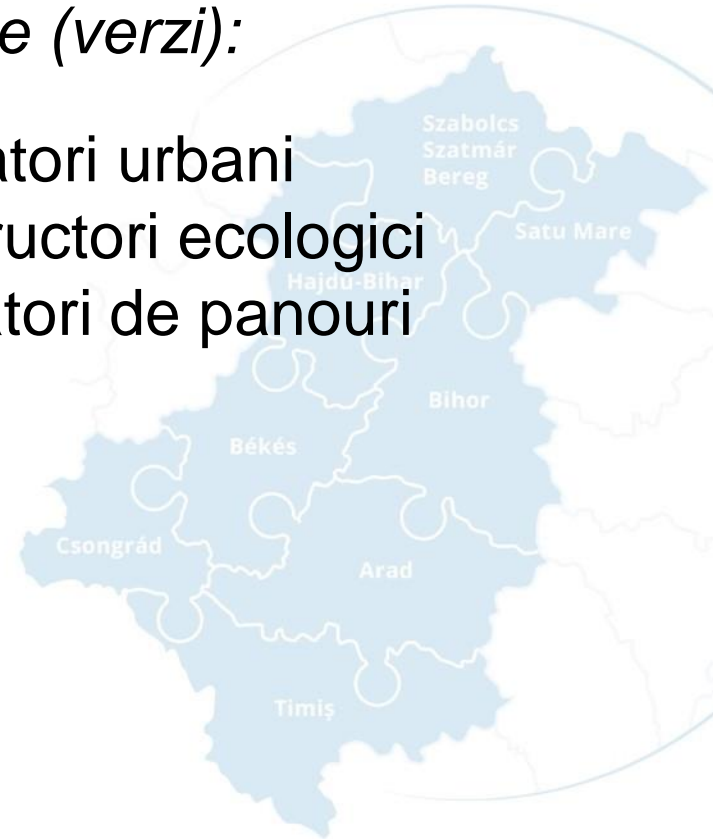 e (verzi):
atori urbani
ructori ecologici
atori de panouri
Szabolcs
Szatmár
Bereg
Satu Mare
Hajdú-Bihar
Bihor
Békés
Csongrád
Arad
Timiș